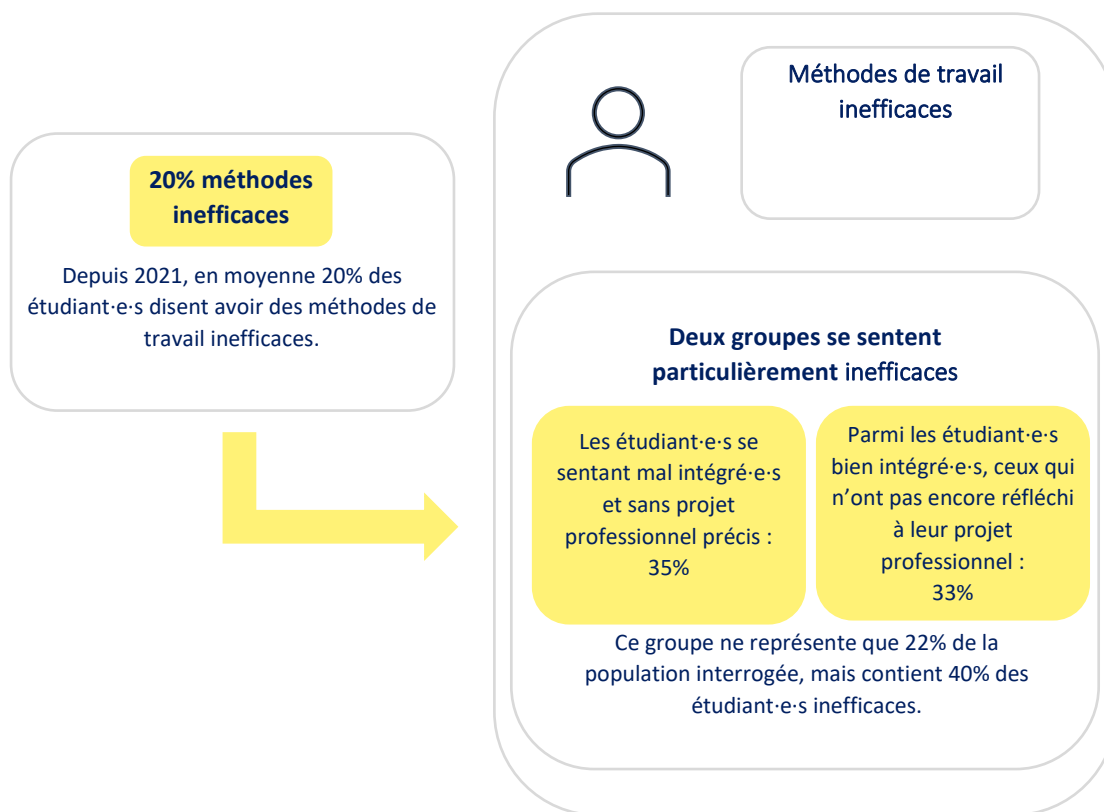 20% méthodes
inefficaces
Depuis 2021, en moyenne 20% des
étudiant·e·s disent avoir des méthodes de
travail inefficaces.
Méthodes de travail
inefficaces
Deux groupes se sentent
particulièrement inefficaces
Les étudiant·e·s se
sentant mal intégré·e·s
et sans projet
professionnel précis :
35%
Parmi les étudiant·e·s
bien intégré·e·s, ceux qui
n’ont pas encore réfléchi
à leur projet
professionnel :
33%
Ce groupe ne représente que 22% de la
population interrogée, mais contient 40% des
étudiant·e·s inefficaces.